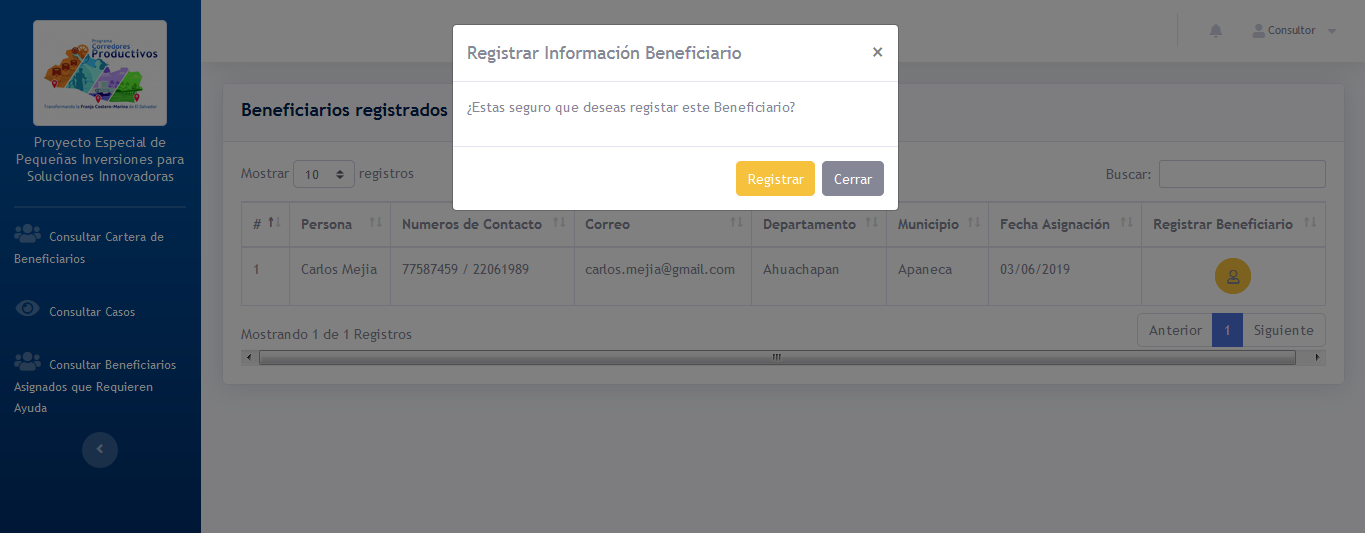 Programa
Corredores
Productivos
Transformando la Franja Costero-Marina de El Salvador
Proyecto Especial de
Pequeñas Inversiones para
Soluciones Innovadoras
Consultar Cartera de
Beneficiarios
Consultar Casos
Consultar Beneficiarios
Asignados que Requieren
Ayuda
Consultor
Registrar Información Beneficiario ×
¿Estas seguro que deseas registar este Beneficiario?
Registrar Cerrar
Beneficiarios registrados
Mostrar 10 registros Buscar:
# Persona Numeros de Contacto Correo Departamento Municipio Fecha Asignación Registrar Beneficiario
1 Carlos Mejia 77587459 / 22061989 carlos.mejia@gmail.com Ahuachapan Apaneca 03/06/2019
Mostrando 1 de 1 Registros Anterior 1 Siguiente